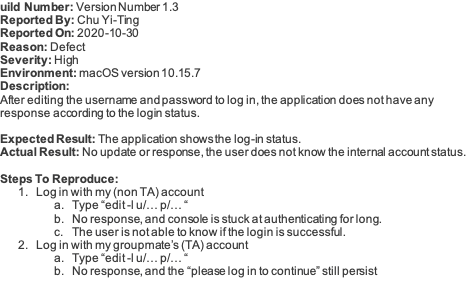 uild Number: Version Number 1.3
Reported By: Chu Yi-Ting
Reported On: 2020-10-30
Reason: Defect
Severity: High
Environment: macOS version 10.15.7
Description:
After editing the username and password to log in, the application does not have any
response according to the login status.
Expected Result: The application shows the log-in status.
Actual Result: No update or response, the user does not know the internal account status.
Steps To Reproduce:
1. Log in with my (non TA) account
a. Type “edit -l u/… p/… “
b. No response, and console is stuck at authenticating for long.
c. The user is not able to know if the login is successful.
2. Log in with my groupmate’s (TA) account
a. Type “edit -l u/… p/… “
b. No response, and the “please log in to continue” still persist